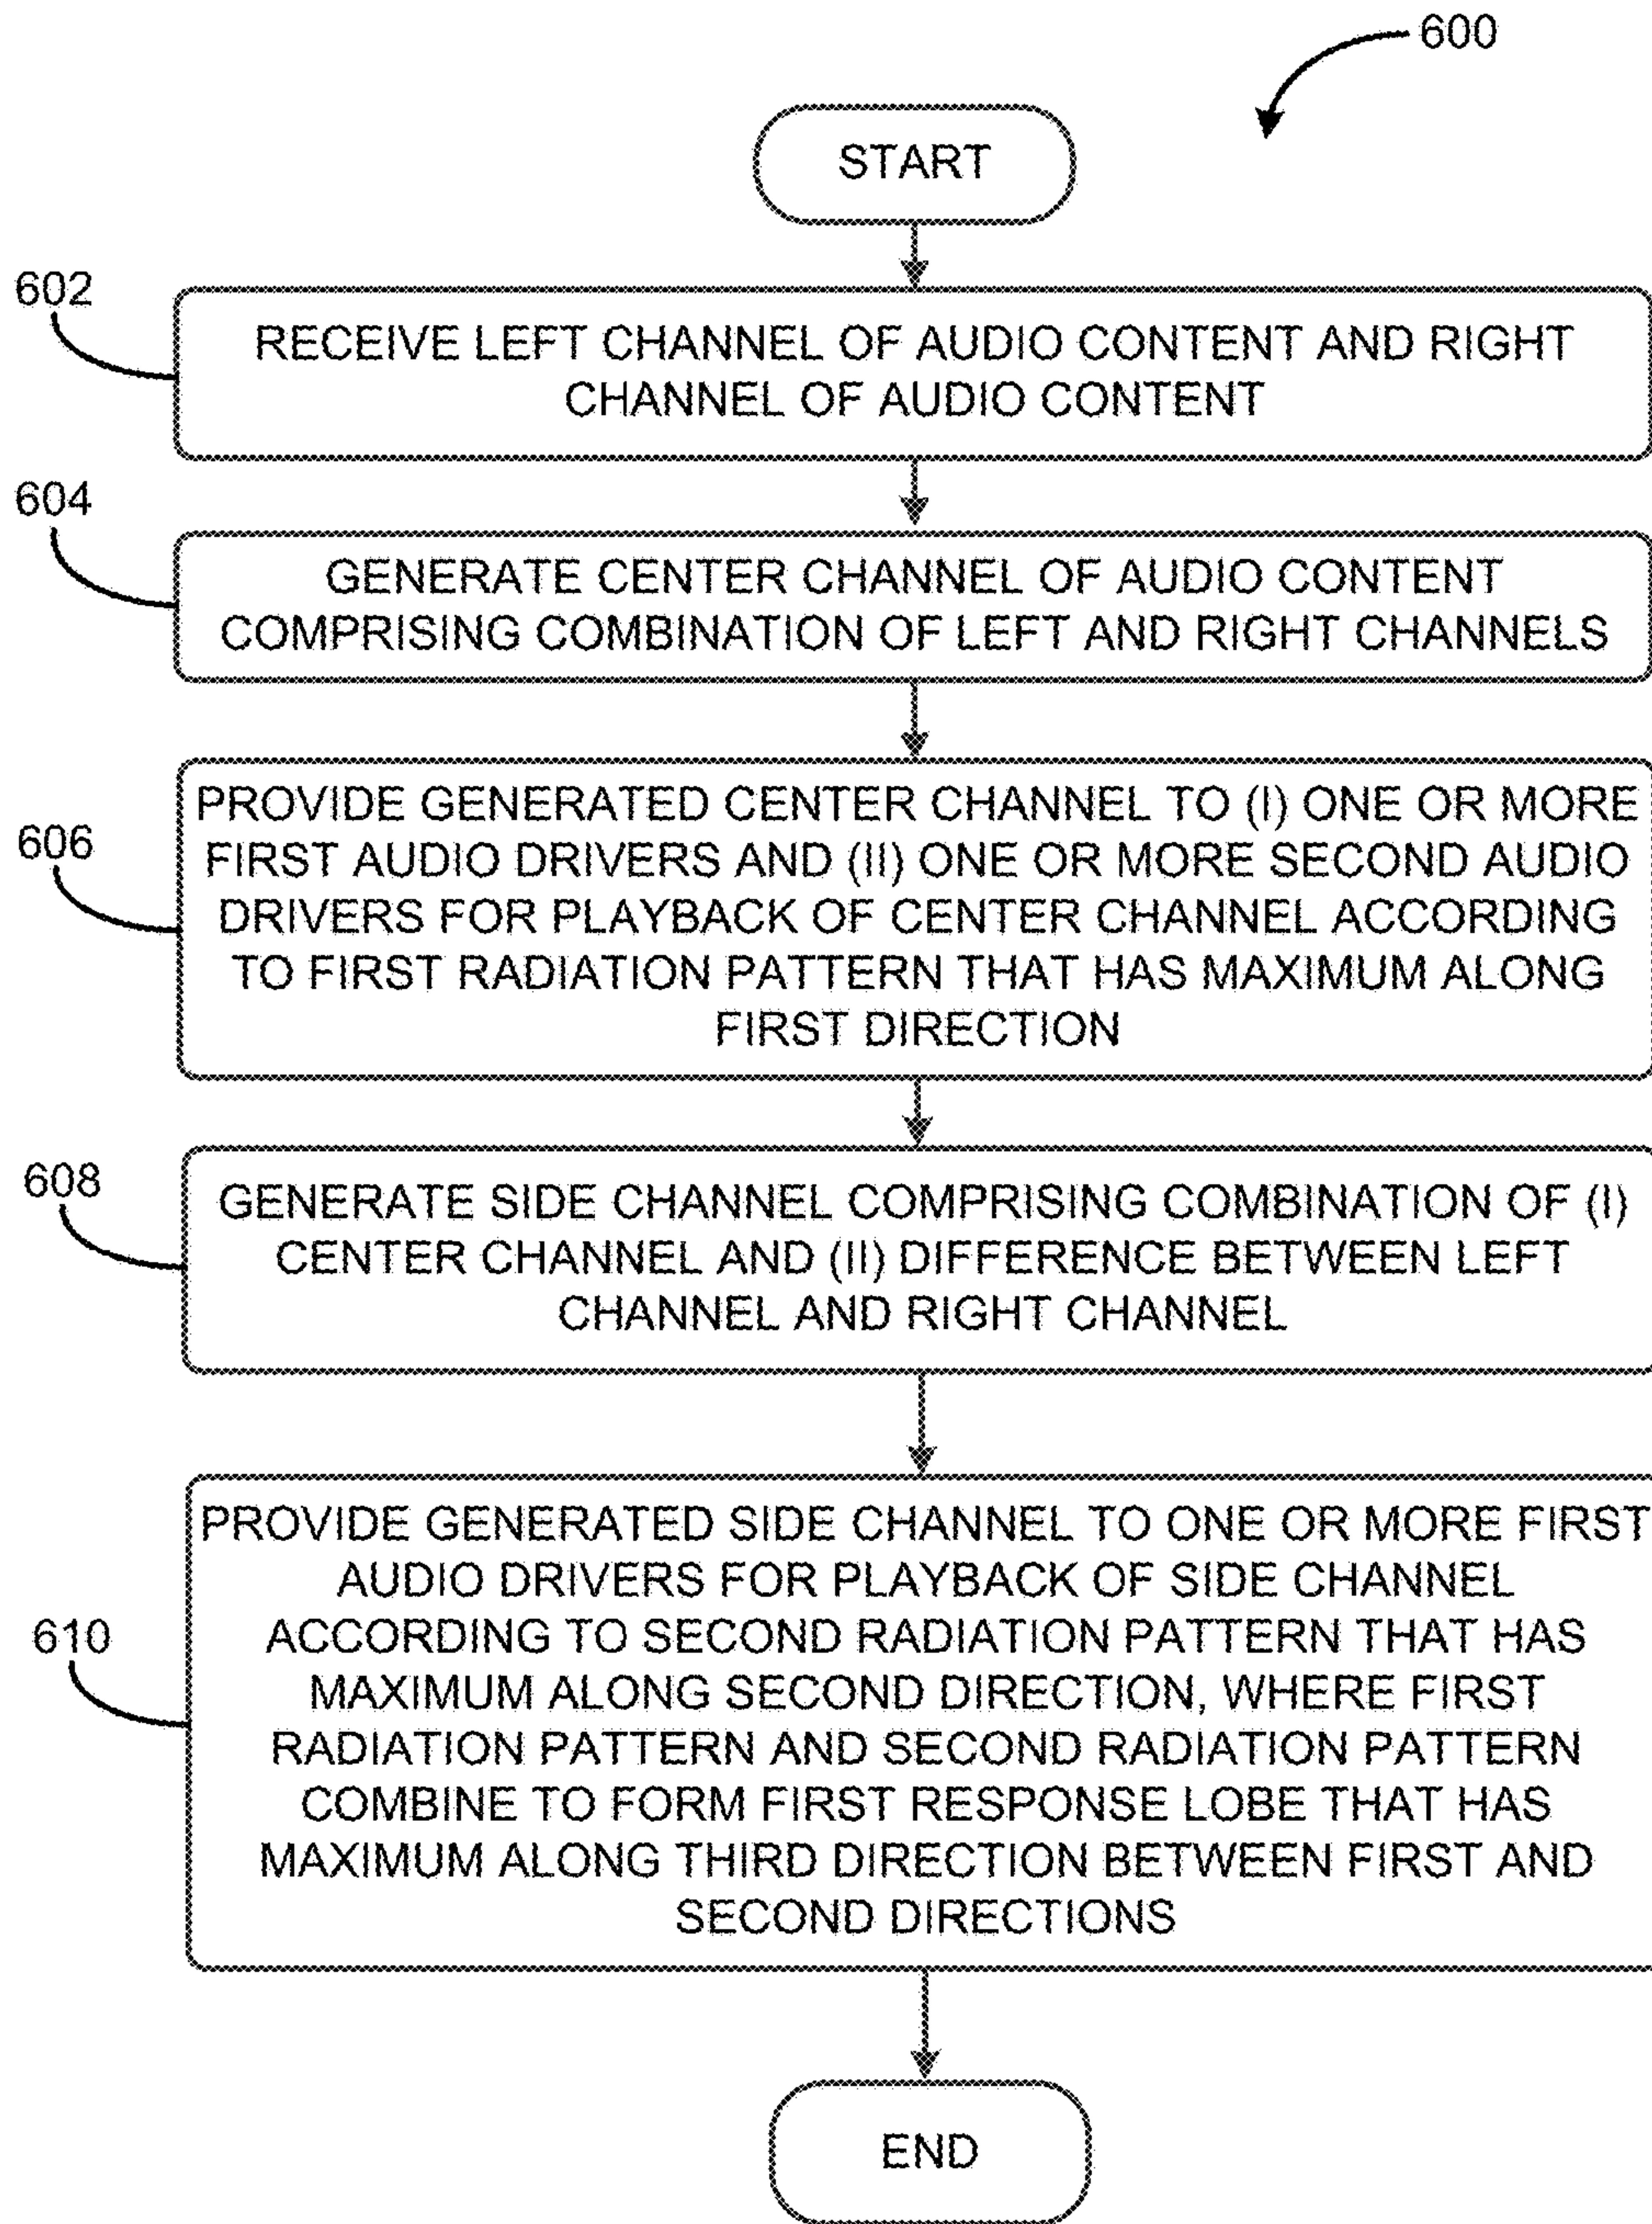 600
START
602
RECEIVE LEFT CHANNEL OF AUDIO CONTENT AND RIGHT
CHANNEL OF AUDIO CONTENT
604
GENERATE CENTER CHANNEL OF AUDIO CONTENT
COMPRISING COMBINATION OF LEFT AND RIGHT CHANNELS
606
PROVIDE GENERATED CENTER CHANNEL TO (I) ONE OR MORE
FIRST AUDIO DRIVERS AND (II) ONE OR MORE SECOND AUDIO
DRIVERS FOR PLAYBACK OF CENTER CHANNEL ACCORDING
TO FIRST RADIATION PATTERN THAT HAS MAXIMUM ALONG
FIRST DIRECTION
608
GENERATE SIDE CHANNEL COMPRISING COMBINATION OF (I)
CENTER CHANNEL AND (II) DIFFERENCE BETWEEN LEFT
CHANNEL AND RIGHT CHANNEL
610
PROVIDE GENERATED SIDE CHANNEL TO ONE OR MORE FIRST
AUDIO DRIVERS FOR PLAYBACK OF SIDE CHANNEL
ACCORDING TO SECOND RADIATION PATTERN THAT HAS
MAXIMUM ALONG SECOND DIRECTION, WHERE FIRST
RADIATION PATTERN AND SECOND RADIATION PATTERN
COMBINE TO FORM FIRST RESPONSE LOBE THAT HAS
MAXIMUM ALONG THIRD DIRECTION BETWEEN FIRST AND
SECOND DIRECTIONS
END